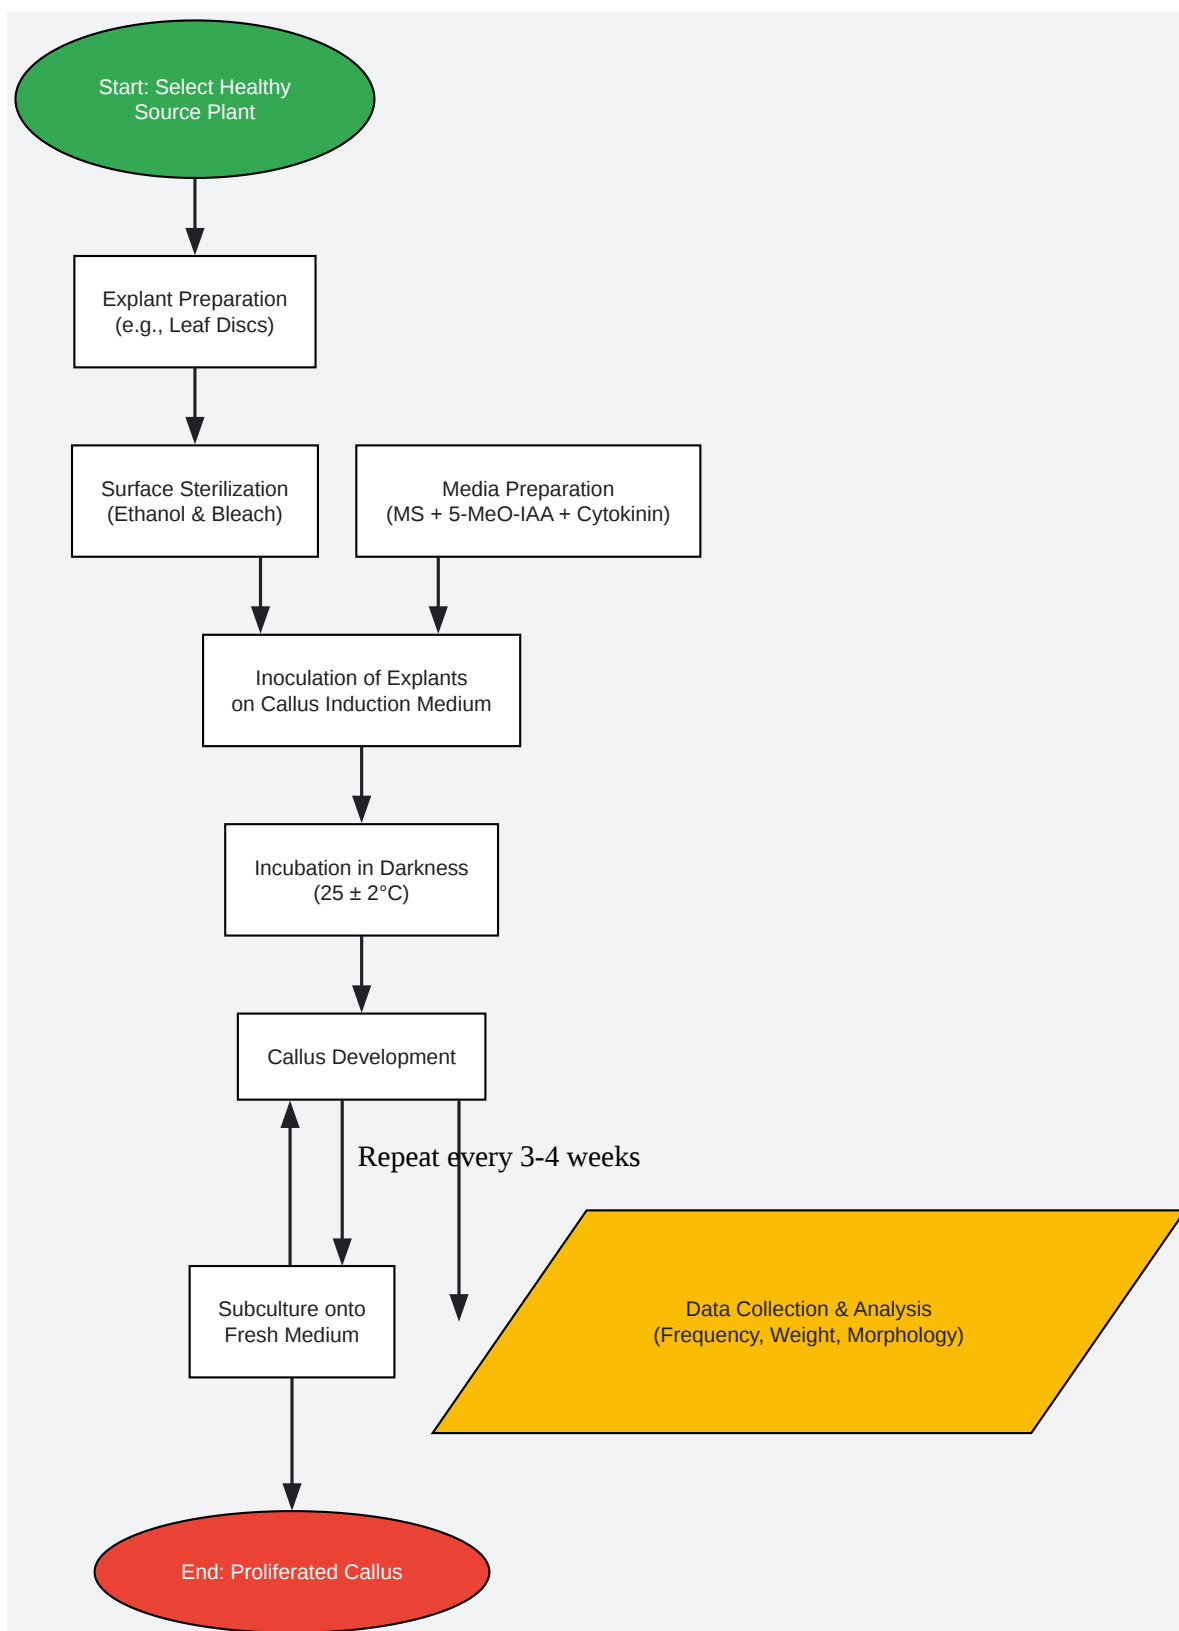 Start: Select Healthy
Source Plant
Explant Preparation
(e.g., Leaf Discs)
Surface Sterilization
(Ethanol & Bleach)
Media Preparation
(MS + 5-MeO-IAA + Cytokinin)
Inoculation of Explants
on Callus Induction Medium
Incubation in Darkness
(25 ± 2°C)
Callus Development
Repeat every 3-4 weeks
Subculture onto
Fresh Medium
Data Collection & Analysis
(Frequency, Weight, Morphology)
End: Proliferated Callus